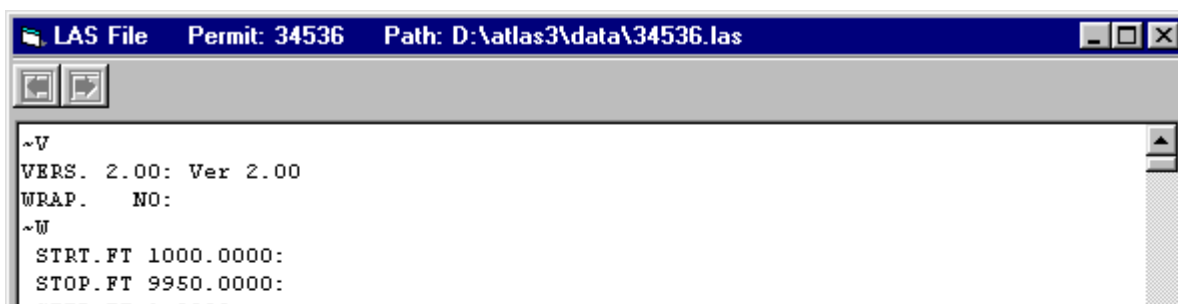 LAS File Permit: 34536 Path: D:\atlas3\data\34536.las
~V
VERS. 2.00: Ver 2.00
WRAP. NO:
~W
STRT.FT 1000.0000:
STOP.FT 9950.0000: